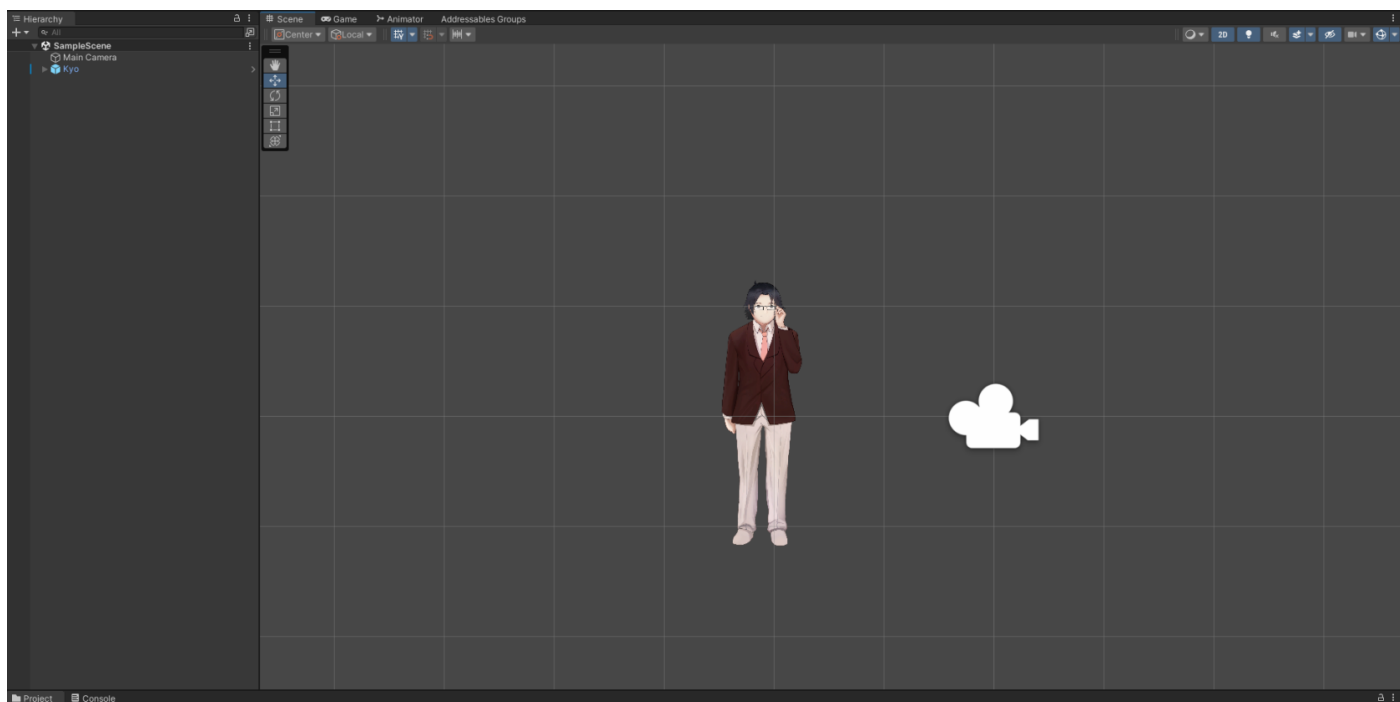 Hierarchy
Scene Game Animator Addressables Groups
All
Center Local
2D
SampleScene
Main Camera
Kyo
Project Console